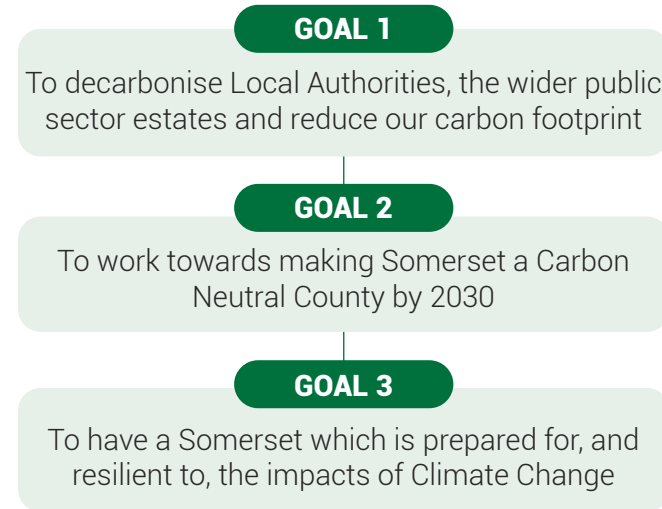 GOAL 1
To decarbonise Local Authorities, the wider public
sector estates and reduce our carbon footprint
GOAL 2
To work towards making Somerset a Carbon
Neutral County by 2030
GOAL 3
To have a Somerset which is prepared for, and
resilient to, the impacts of Climate Change